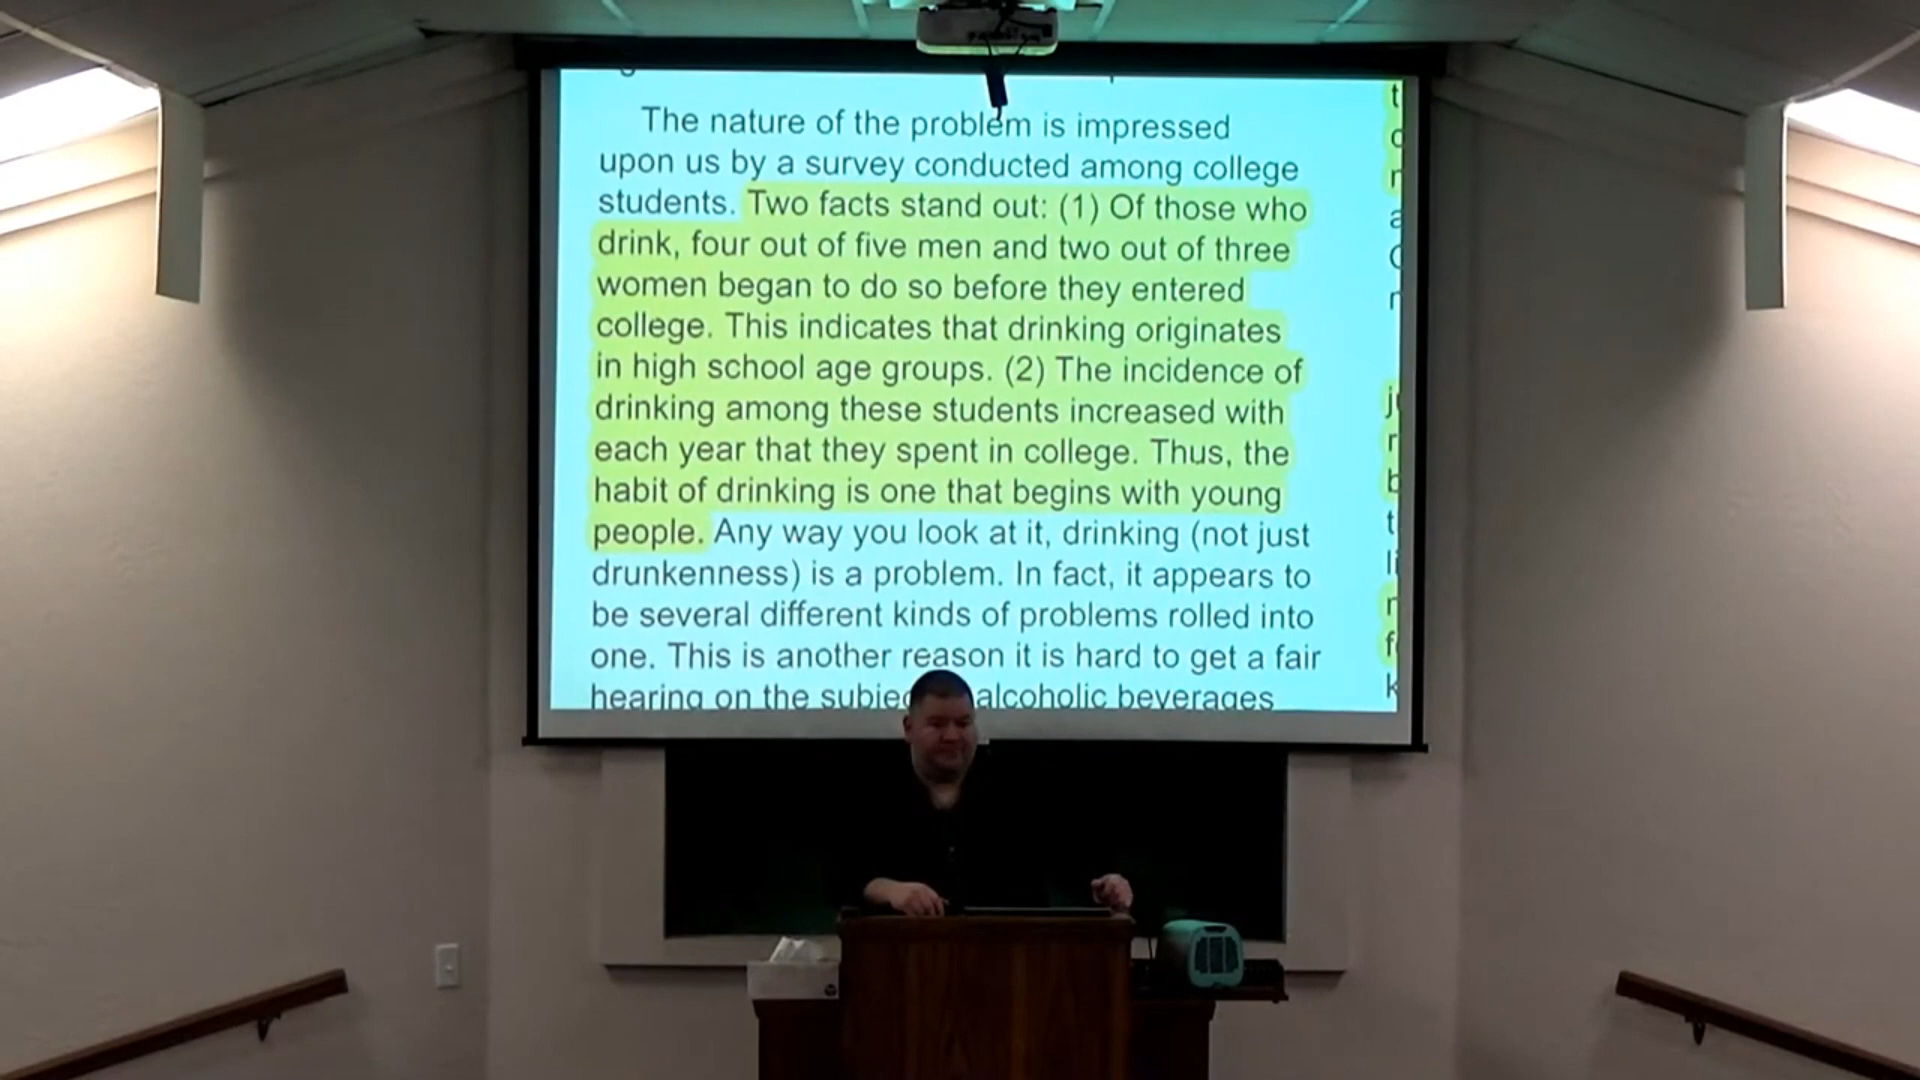 The nature of the problem is impressed
upon us by a survey conducted among college
students. Two facts stand out: (1) Of those who
drink, four out of five men and two out of three
women began to do so before they entered
college. This indicates that drinking originates
in high school age groups. (2) The incidence of
drinking among these students increased with
each year that they spent in college. Thus, the
habit of drinking is one that begins with young
people. Any way you look at it, drinking (not just
drunkenness) is a problem. In fact, it appears to
be several different kinds of problems rolled into
one. This is another reason it is hard to get a fair
hearing on the alcoholic beverages